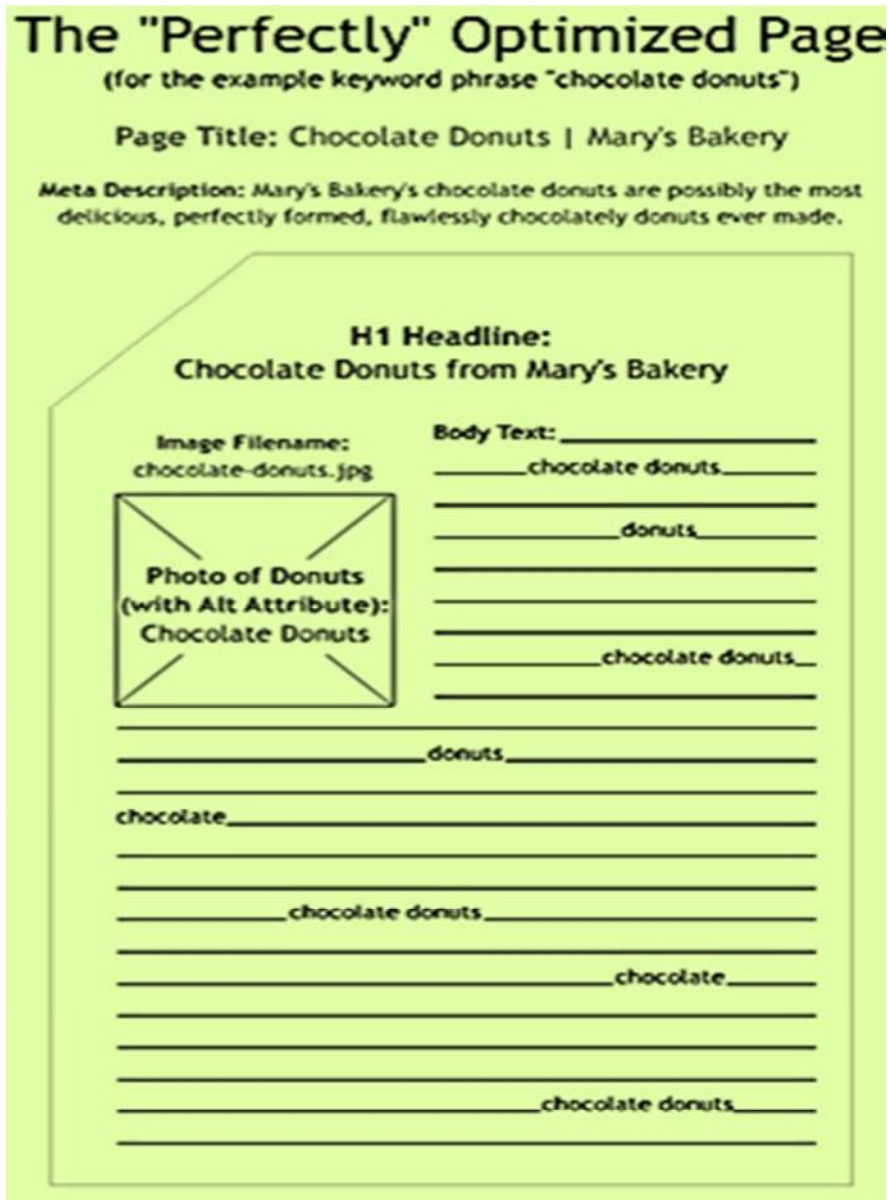 The "Perfectly" Optimized Page
(for the example keyword phrase "chocolate donuts")
Page Title: Chocolate Donuts | Mary's Bakery
Meta Description: Mary's Bakery's chocolate donuts are possibly the most
delicious, perfectly formed, flawlessly chocolately donuts ever made.
H1 Headline:
Chocolate Donuts from Mary's Bakery
Image Filename:
chocolate-donuts.jpg
Photo of Donuts
(with Alt Attribute):
Chocolate Donuts
Body Text:
chocolate donuts
donuts
chocolate donuts
donuts
chocolate
chocolate donuts
chocolate
chocolate donuts